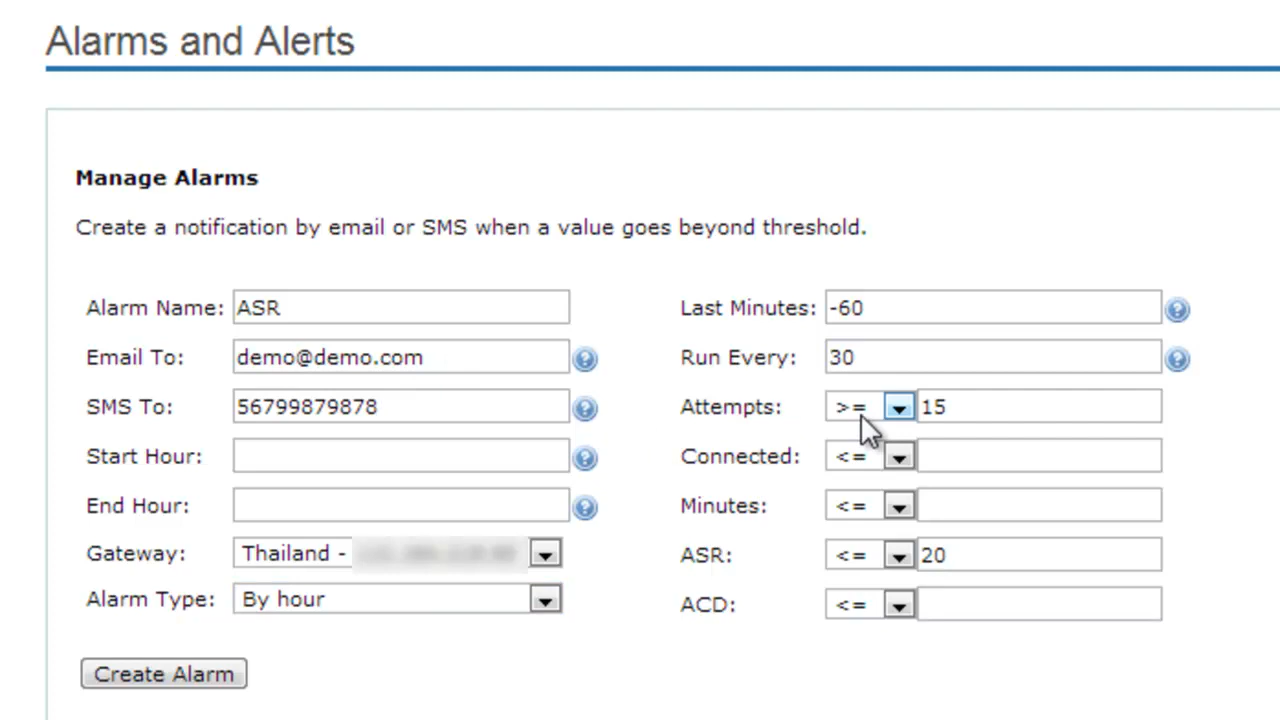 Alarms and Alerts
Manage Alarms
Create a notification by email or SMS when a value goes beyond threshold.
Alarm Name: ASR
Email To: demo@demo.com
SMS To: 56799879878
Start Hour:
End Hour:
Gateway: Thailand -
Alarm Type: By hour
Create Alarm
Last Minutes: -60
Run Every: 30
Attempts: >= 15
Connected: <=
Minutes: <=
ASR: <= 20
ACD: <=